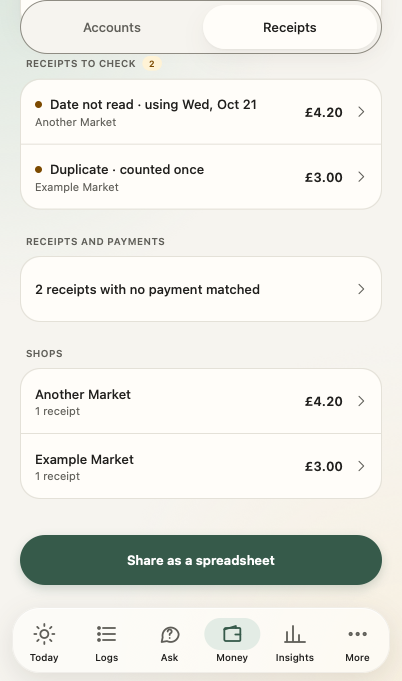 Accounts
Receipts
RECEIPTS TO CHECK 2
Date not read · using Wed, Oct 21
£4.20
Another Market
Duplicate · counted once
£3.00
Example Market
RECEIPTS AND PAYMENTS
2 receipts with no payment matched
SHOPS
Another Market
£4.20
1 receipt
Example Market
£3.00
1 receipt
Share as a spreadsheet
Today
Logs
Ask
Money
Insights
More